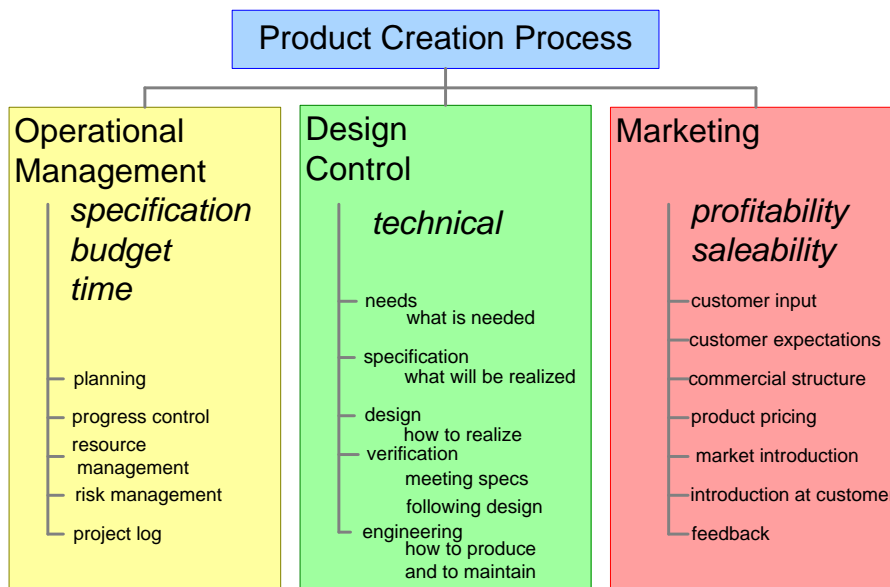 Product Creation Process
Operational
Management
specification
budget
time
planning
progress control
resource
management
risk management
project log
Design
Control
technical
needs
what is needed
specification
what will be realized
design
how to realize
verification
meeting specs
following design
engineering
how to produce
and to maintain
Marketing
profitability
saleability
customer input
customer expectations
commercial structure
product pricing
market introduction
introduction at customer
feedback